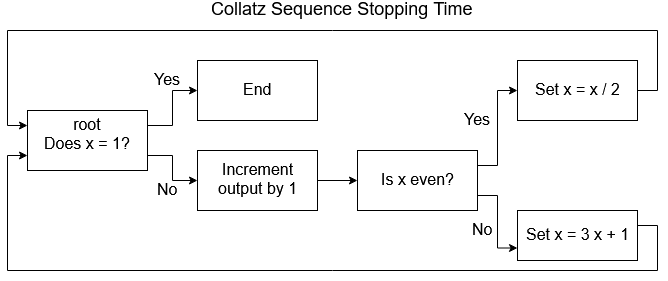 Collatz Sequence Stopping Time
Yes
End
Set x = x / 2
root
Does x = 1?
Yes
No
Increment
output by 1
Is x even?
No
Set x = 3 x + 1